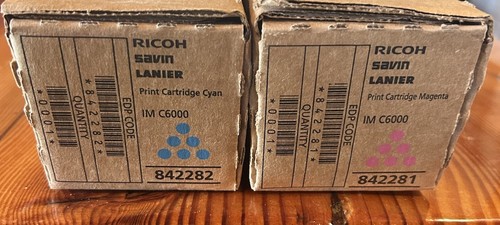 RICOH
savin
LANIER
Print Cartridge Cyan
IM C6000
842282
EDP-CODE
*842282*
QUANTITY
*0001*
RICOH
savin
LANIER
Print Cartridge Magenta
IM C6000
842281
EDP-CODE
*842281*
QUANTITY
*0001*